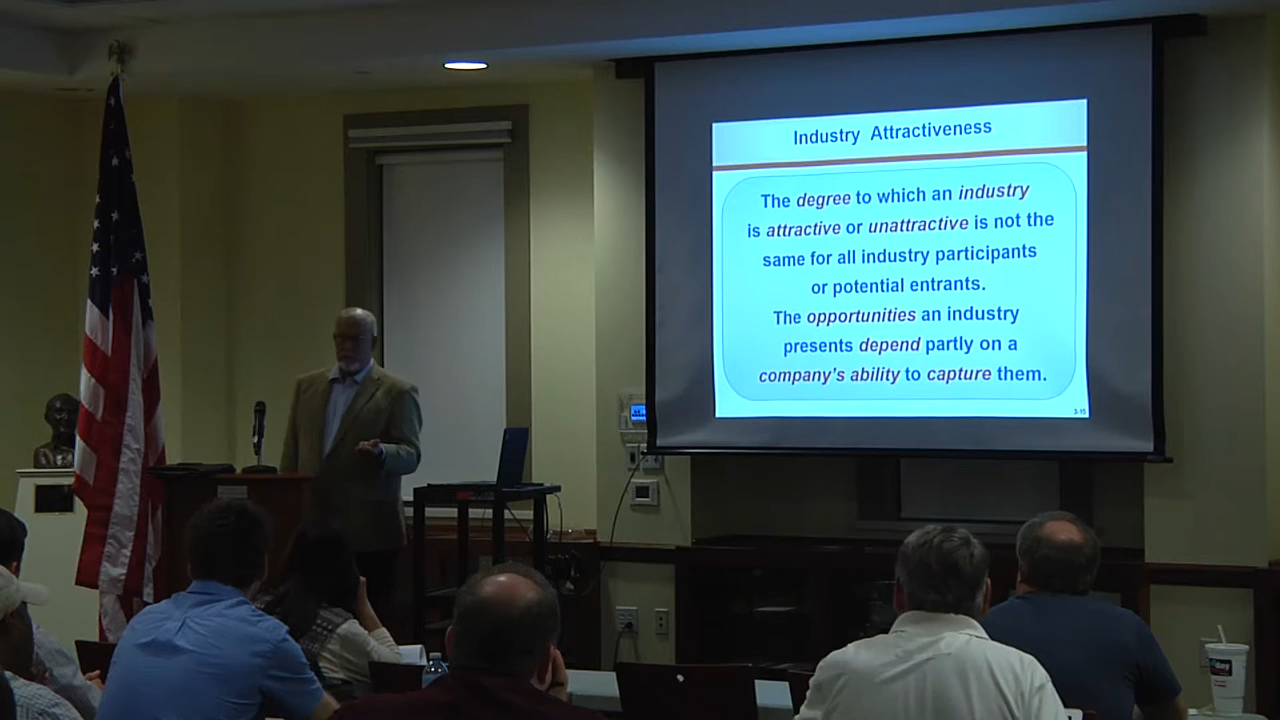 Industry Attractiveness
The degree to which an industry
is attractive or unattractive is not the
same for all industry participants
or potential entrants.
The opportunities an industry
presents depend partly on a
company's ability to capture them.
3-15